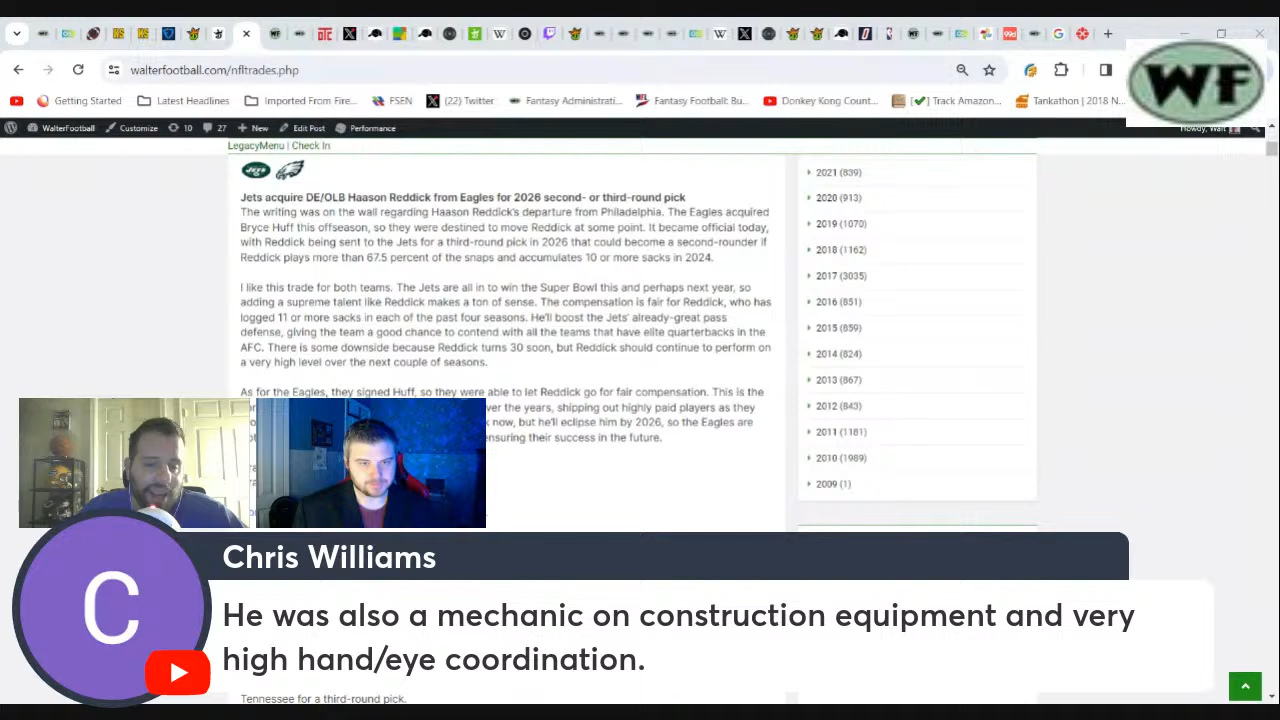 walterfootball.com/nfltrades.php
WF
Getting Started
Latest Headlines
Imported From Fire...
FSEN
(22) Twitter
Fantasy Administrati...
Fantasy Football: Bu...
Donkey Kong Count...
Track Amazon...
Tankathon | 2018 N...
WalterFootball
Customize
10
27
New
Edit Post
Performance
Howdy, Walt
LegacyMenu | Check In
Jets acquire DE/OLB Haason Reddick from Eagles for 2026 second- or third-round pick
The writing was on the wall regarding Haason Reddick's departure from Philadelphia. The Eagles acquired
Bryce Huff this offseason, so they were destined to move Reddick at some point. It became official today,
with Reddick being sent to the Jets for a third-round pick in 2026 that could become a second-rounder if
Reddick plays more than 67.5 percent of the snaps and accumulates 10 or more sacks in 2024.
I like this trade for both teams. The Jets are all in to win the Super Bowl this and perhaps next year, so
adding a supreme talent like Reddick makes a ton of sense. The compensation is fair for Reddick, who has
logged 11 or more sacks in each of the past four seasons. He'll boost the Jets' already-great pass
defense, giving the team a good chance to contend with all the teams that have elite quarterbacks in the
AFC. There is some downside because Reddick turns 30 soon, but Reddick should continue to perform on
a very high level over the next couple of seasons.
As for the Eagles, they signed Huff, so they were able to let Reddick go for fair compensation. This is the
over the years, shipping out highly paid players as they
now, but he'll eclipse him by 2026, so the Eagles are
ensuring their success in the future.
2021 (839)
2020 (913)
2019 (1070)
2018 (1162)
2017 (3035)
2016 (851)
2015 (859)
2014 (824)
2013 (867)
2012 (843)
2011 (1181)
2010 (1989)
2009 (1)
C
Chris Williams
He was also a mechanic on construction equipment and very
high hand/eye coordination.
Tennessee for a third-round pick.